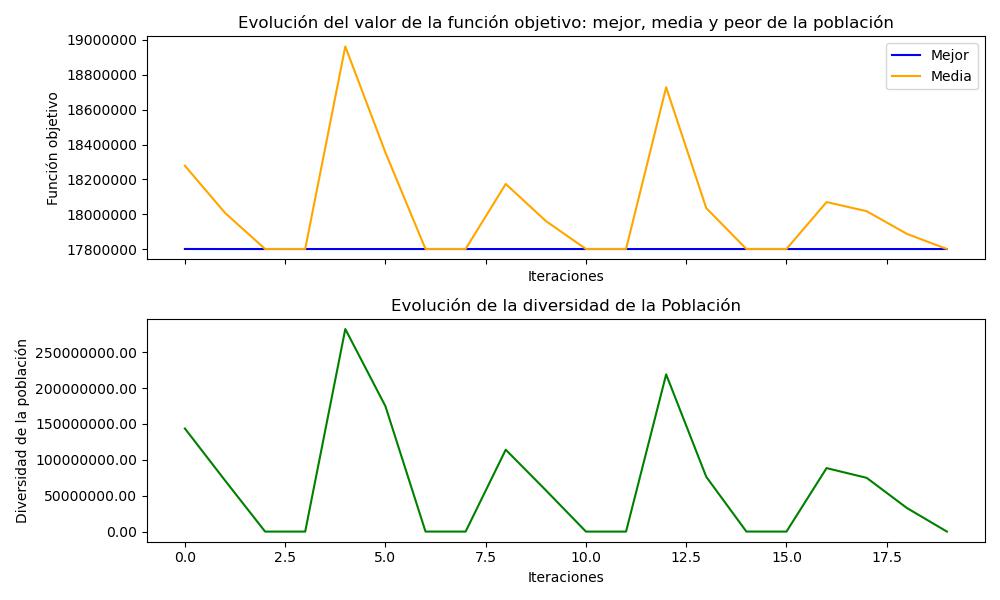 Evolución del valor de la función objetivo: mejor, media y peor de la población
19000000
18800000
18600000
18400000
18200000
18000000
17800000
Función objetivo
Mejor
Media
Iteraciones
Evolución de la diversidad de la Población
250000000.00
200000000.00
150000000.00
100000000.00
50000000.00
0.00
Diversidad de la población
0.0 2.5 5.0 7.5 10.0 12.5 15.0 17.5
Iteraciones